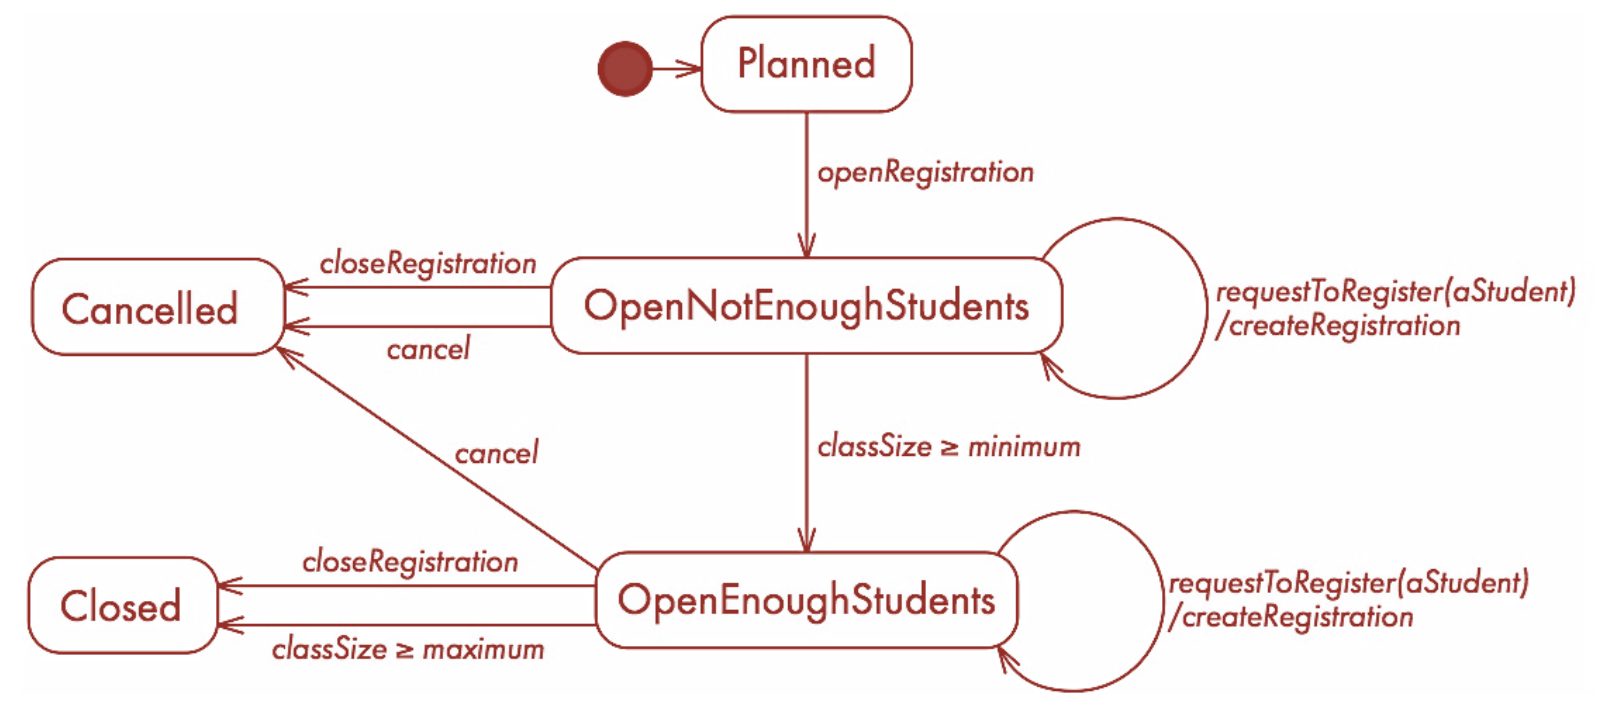 Planned
openRegistration
closeRegistration
Cancelled
OpenNotEnoughStudents
requestToRegister(aStudent)
/createRegistration
cancel
cancel
classSize ≥ minimum
closeRegistration
Closed
OpenEnoughStudents
requestToRegister(aStudent)
/createRegistration
classSize ≥ maximum